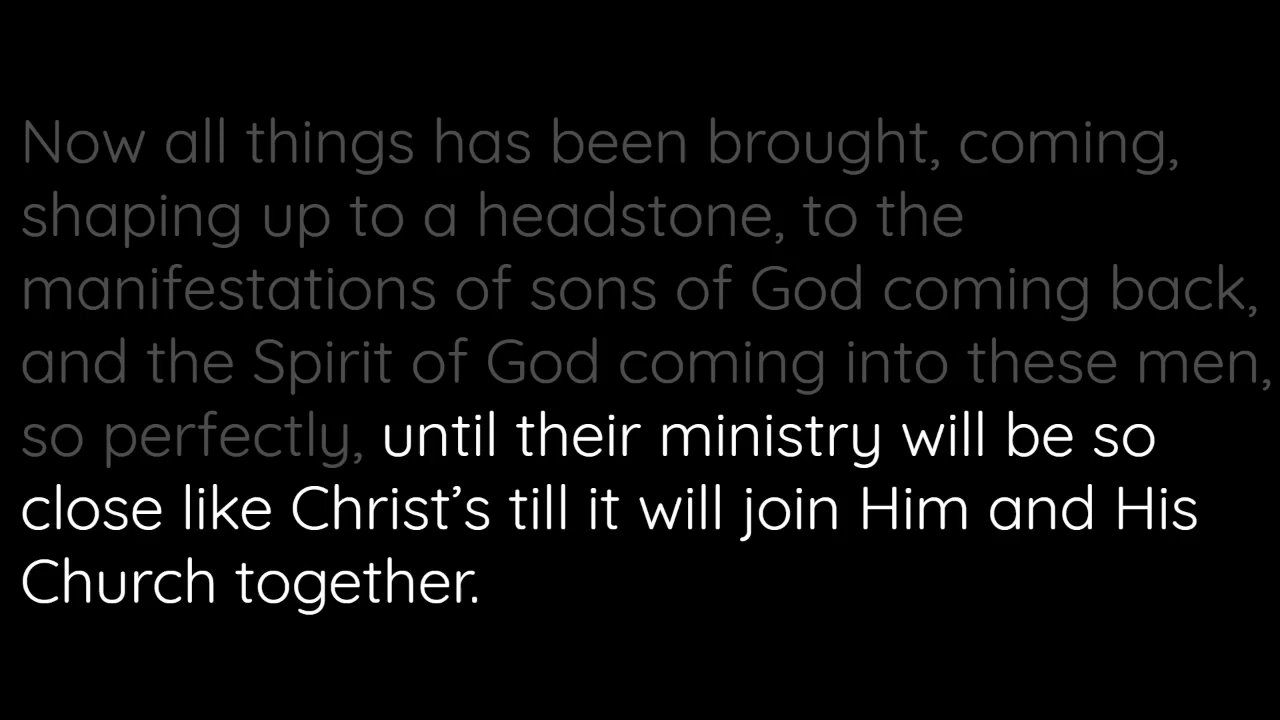 Now all things has been brought, coming,
shaping up to a headstone, to the
manifestations of sons of God coming back,
and the Spirit of God coming into these men,
so perfectly, until their ministry will be so
close like Christ’s till it will join Him and His
Church together.